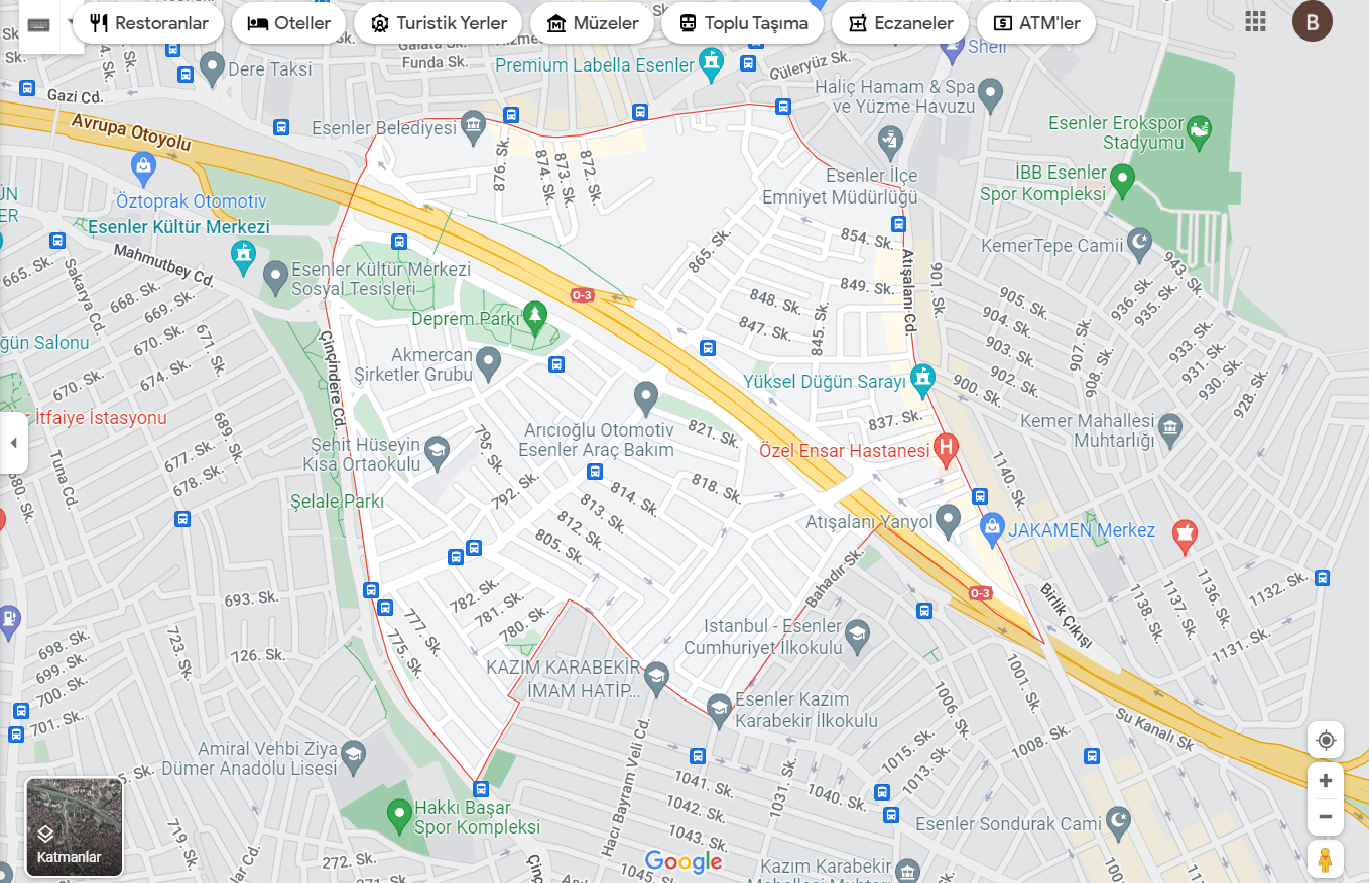 Restoranlar
Oteller
Turistik Yerler
Müzeler
Toplu Taşıma
Eczaneler
ATM'ler
B
Funda Sk.
Dere Taksi
Premium Labella Esenler
Güleryüz Sk.
Shell
Gazi Cd.
Avrupa Otoyolu
Haliç Hamam & Spa
ve Yüzme Havuzu
Esenler Belediyesi
Esenler Erokspor
Stadyumu
876. Sk.
874. Sk.
873. Sk.
872. Sk.
Esenler İlçe
Emniyet Müdürlüğü
İBB Esenler
Spor Kompleksi
Öztoprak Otomotiv
Esenler Kültür Merkezi
Mahmutbey Cd.
865. Sk.
854. Sk.
KemerTepe Camii
Esenler Kültür Merkezi
Sosyal Tesisleri
665. Sk.
Sakarya Cd.
668. Sk.
669. Sk.
670. Sk.
671. Sk.
849. Sk.
848. Sk.
847. Sk.
845. Sk.
Atışalanı Cd.
901. Sk.
905. Sk.
904. Sk.
903. Sk.
902. Sk.
900. Sk.
907. Sk.
908. Sk.
943. Sk.
936. Sk.
935. Sk.
933. Sk.
931. Sk.
930. Sk.
928. Sk.
O-3
Deprem Parkı
ğün Salonu
Çinçindere Cd.
Akmercan
Şirketler Grubu
670. Sk.
674. Sk.
Yüksel Düğün Sarayı
r İtfaiye İstasyonu
689. Sk.
Arıcıoğlu Otomotiv
Esenler Araç Bakım
821. Sk.
837. Sk.
Kemer Mahallesi
Muhtarlığı
Şehit Hüseyin
Kısa Ortaokulu
795. Sk.
792. Sk.
Özel Ensar Hastanesi
1140. Sk.
677. Sk.
678. Sk.
Tuna Cd.
680. Sk.
Şelale Parkı
818. Sk.
814. Sk.
813. Sk.
812. Sk.
805. Sk.
Atışalanı Yanyol
JAKAMEN Merkez
Bahadır Sk.
O-3
Birlik Çıkışı
1138. Sk.
1137. Sk.
1136. Sk.
1132. Sk.
1131. Sk.
693. Sk.
782. Sk.
781. Sk.
780. Sk.
777. Sk.
775. Sk.
723. Sk.
726. Sk.
698. Sk.
699. Sk.
700. Sk.
701. Sk.
Istanbul - Esenler
Cumhuriyet İlkokulu
KAZIM KARABEKİR
İMAM HATİP...
Esenler Kazım
Karabekir İlkokulu
1001. Sk.
1006. Sk.
1008. Sk.
Su Kanalı Sk
1015. Sk.
1013. Sk.
Amiral Vehbi Ziya
Dümer Anadolu Lisesi
Hacı Bayram Veli Cd.
1041. Sk.
1042. Sk.
1043. Sk.
1031. Sk.
1040. Sk.
Hakkı Başar
Spor Kompleksi
Esenler Sondurak Cami
Katmanlar
719. Sk.
272. Sk.
Google
Kazım Karabekir